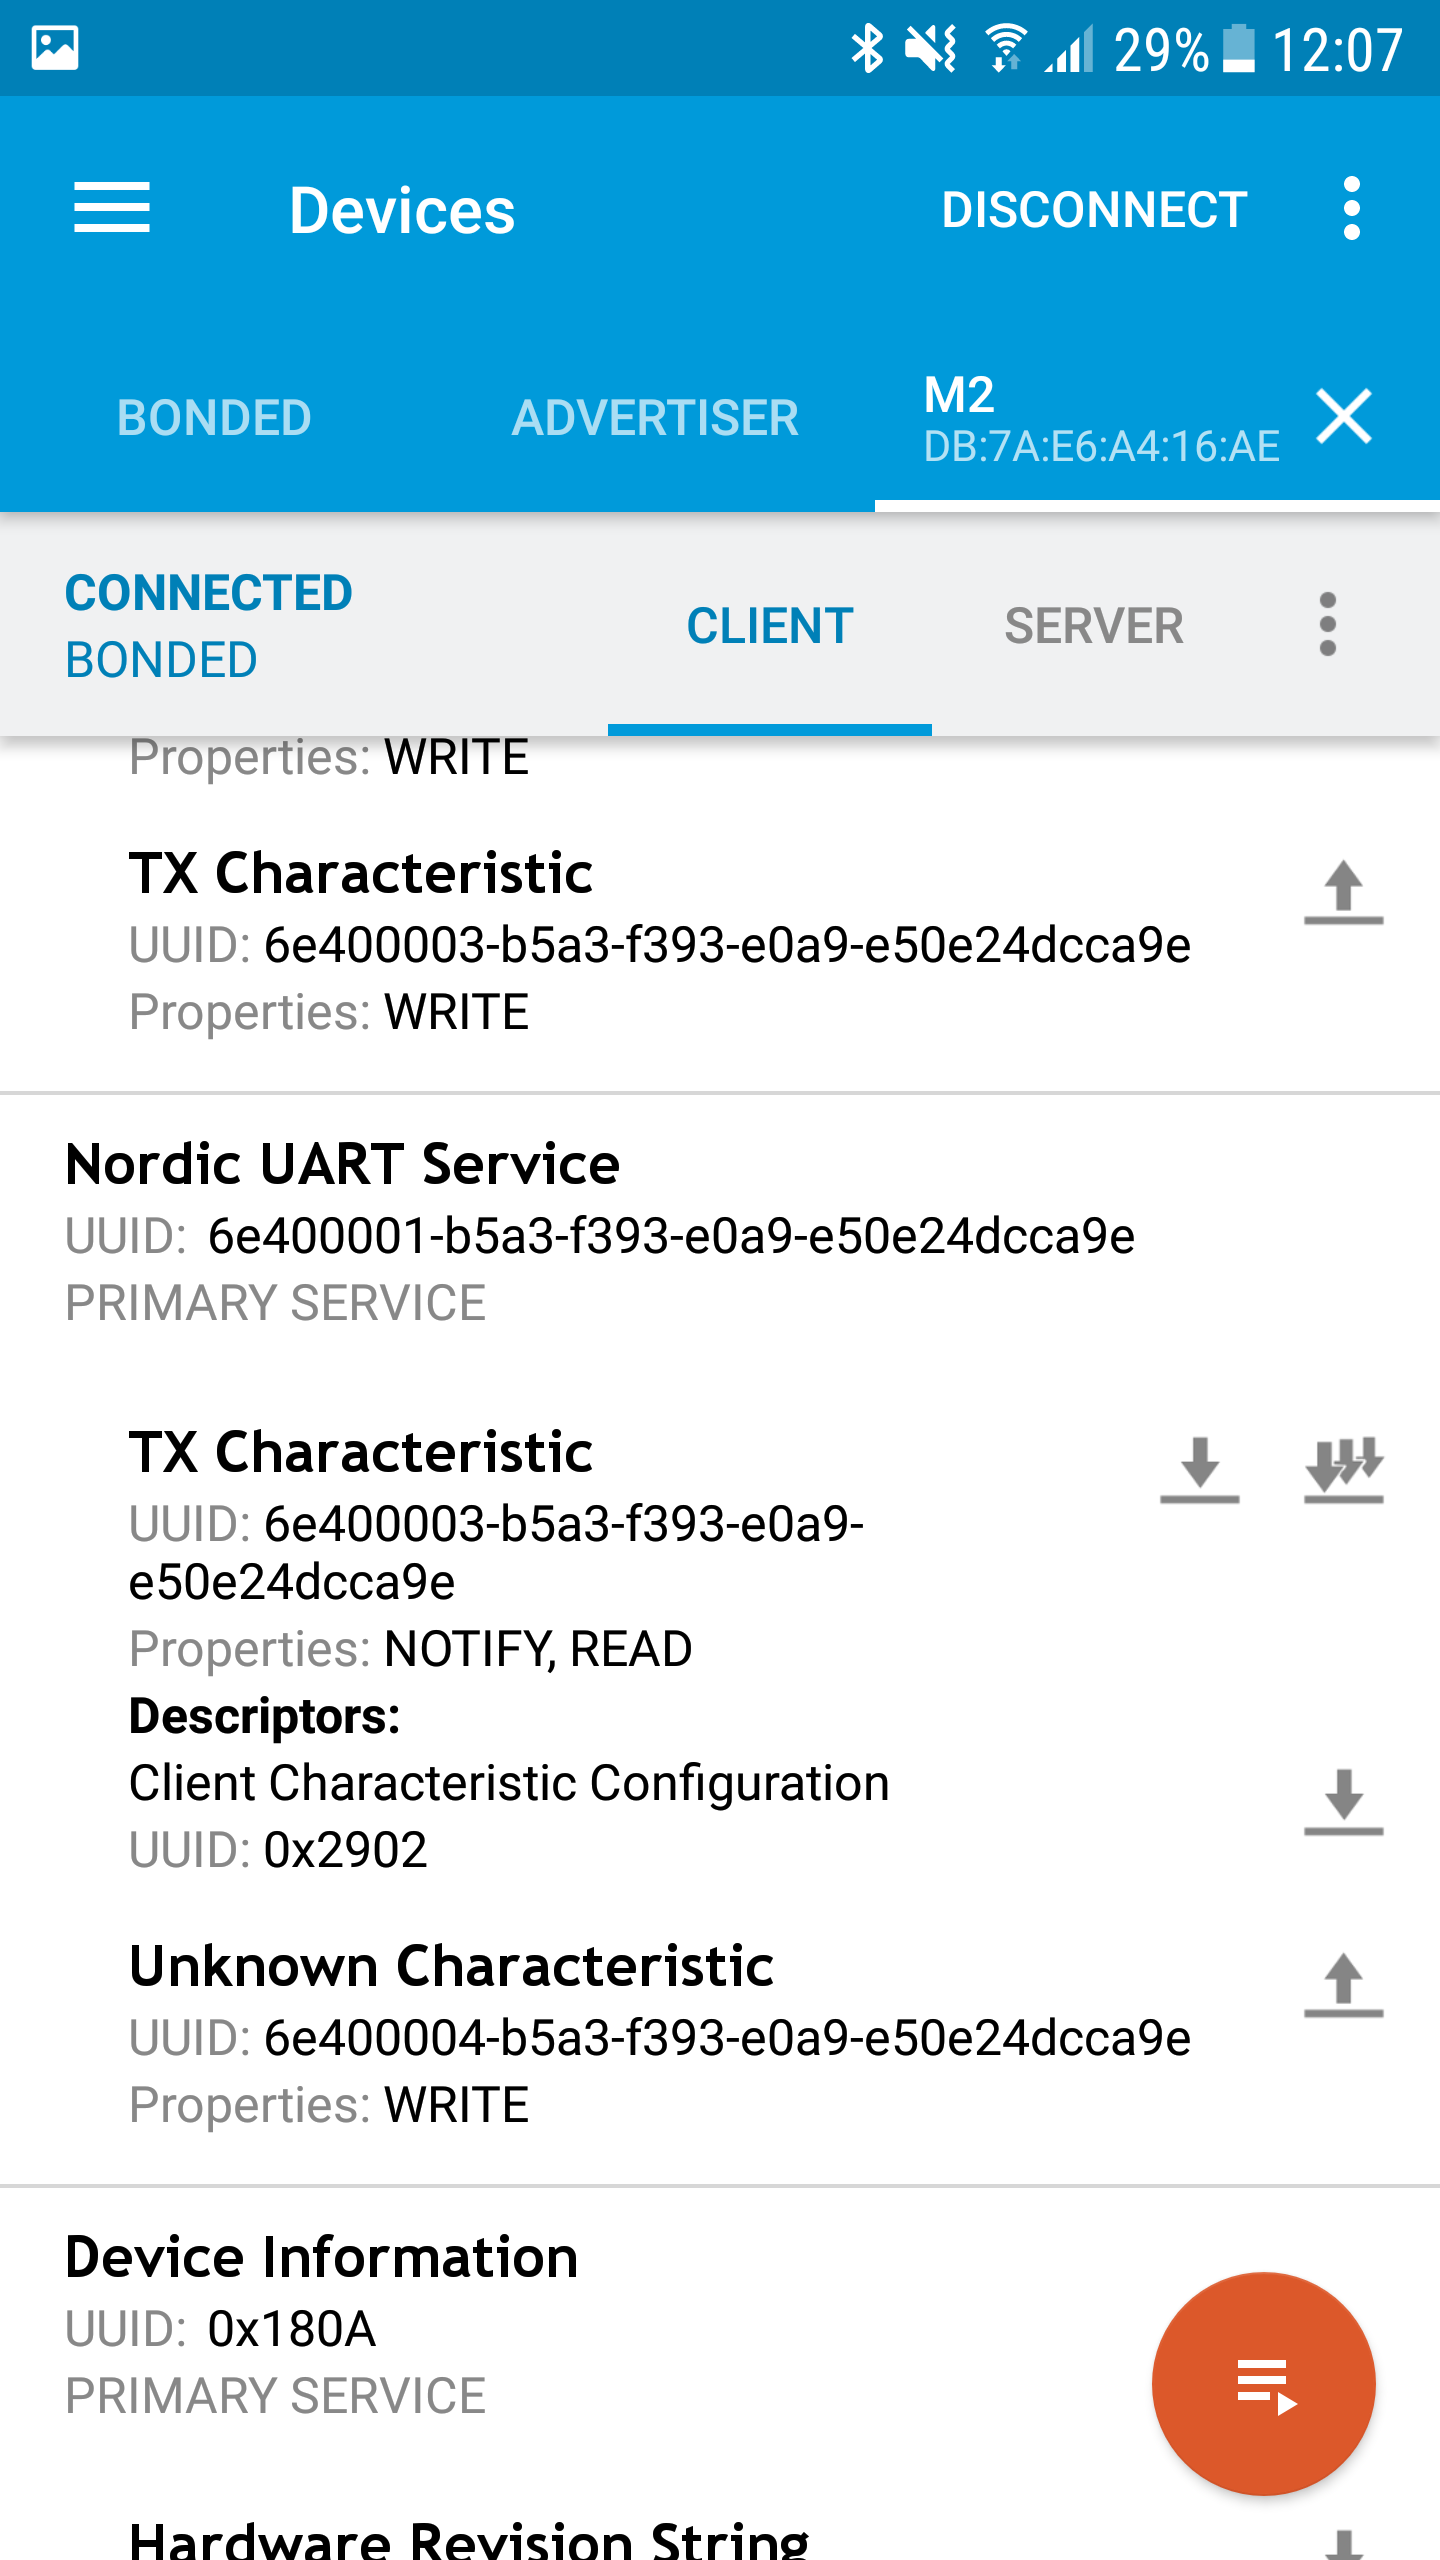 29% 12:07
Devices DISCONNECT
BONDED ADVERTISER M2
DB:7A:E6:A4:16:AE
CONNECTED
BONDED
CLIENT SERVER
Properties: WRITE
TX Characteristic
UUID: 6e400003-b5a3-f393-e0a9-e50e24dcca9e
Properties: WRITE
Nordic UART Service
UUID: 6e400001-b5a3-f393-e0a9-e50e24dcca9e
PRIMARY SERVICE
TX Characteristic
UUID: 6e400003-b5a3-f393-e0a9-
e50e24dcca9e
Properties: NOTIFY, READ
Descriptors:
Client Characteristic Configuration
UUID: 0x2902
Unknown Characteristic
UUID: 6e400004-b5a3-f393-e0a9-e50e24dcca9e
Properties: WRITE
Device Information
UUID: 0x180A
PRIMARY SERVICE
Hardware Revision String